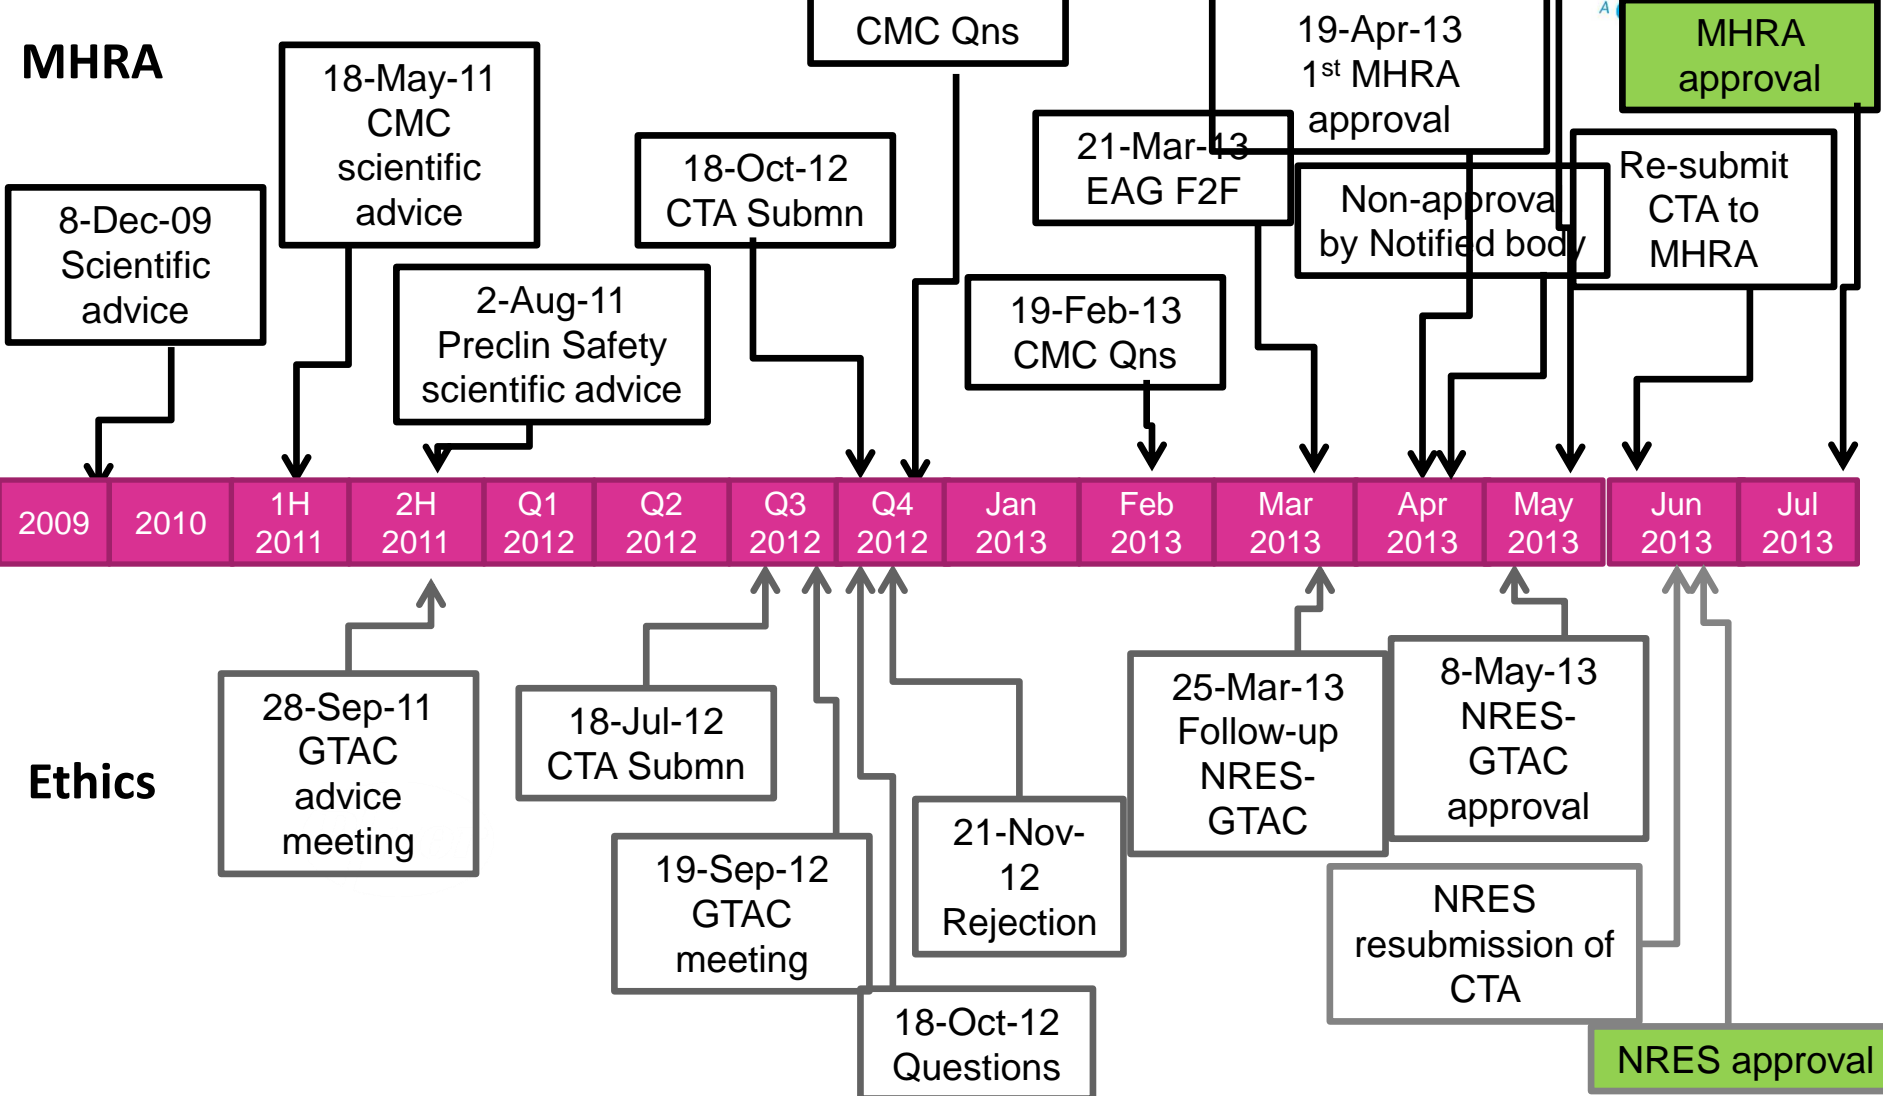 MHRA
8-Dec-09
Scientific
advice
18-May-11
CMC
scientific
advice
2-Aug-11
Preclin Safety
scientific advice
18-Oct-12
CTA Submn
CMC Qns
19-Feb-13
CMC Qns
21-Mar-13
EAG F2F
19-Apr-13
1st MHRA
approval
Non-approva
by Notified body
Re-submit
CTA to
MHRA
A
MHRA
approval
2009
2010
1H
2011
2H
2011
Q1
2012
Q2
2012
Q3
2012
Q4
2012
Jan
2013
Feb
2013
Mar
2013
Apr
2013
May
2013
Jun
2013
Jul
2013
Ethics
28-Sep-11
GTAC
advice
meeting
18-Jul-12
CTA Submn
19-Sep-12
GTAC
meeting
18-Oct-12
Questions
21-Nov-
12
Rejection
25-Mar-13
Follow-up
NRES-
GTAC
8-May-13
NRES-
GTAC
approval
NRES
resubmission of
CTA
NRES approval